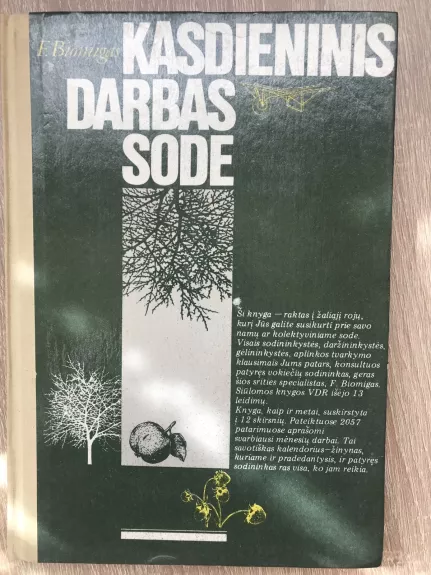 F. Biomigas
KASDIENINIS
DARBAS
SODE
Ši knyga — raktas į žaliąjį rojų,
kurį Jūs galite susikurti prie savo
namų ar kolektyviniame sode.
Visais sodininkystės, daržininkystės,
gėlininkystės, aplinkos tvarkymo
klausimais Jums patars, konsultuos
patyręs vokiečių sodininkas, geras
šios srities specialistas, F. Biomigas.
Siūlomos knygos VDR išėjo 13
leidimų.
Knyga, kaip ir metai, suskirstyta
į 12 skirsnių. Pateiktuose 2057
patarimuose aprašomi
svarbiausi mėnesių darbai. Tai
savotiškas kalendorius—žinynas,
kuriame ir pradedantysis, ir patyręs
sodininkas ras visa, ko jam reikia.